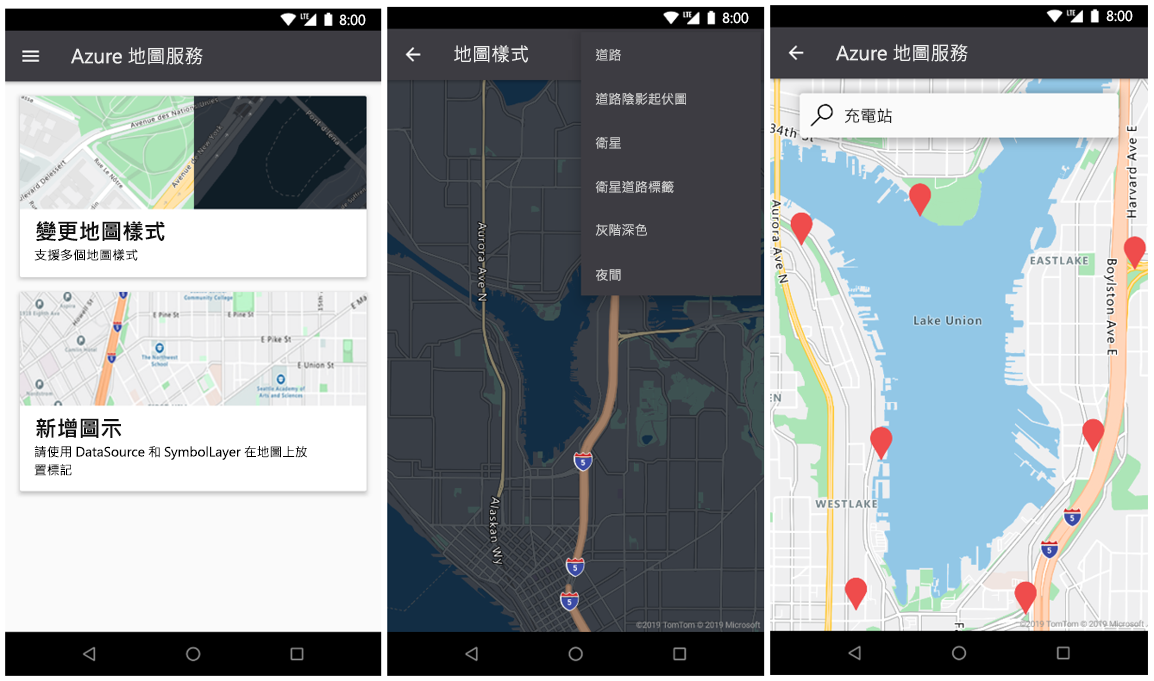 LTE 8:00
Azure 地圖服務
Avenue des Nations
Avenue de New York
Pont d'Iéna
Rue Le Nôtre
變更地圖樣式
支援多個地圖樣式
Community College
E Pine St
E Pine St
E Pike St
E Union St
The Northwest
School
Seattle Academy of
Arts and Sciences
新增圖示
請使用 DataSource 和 SymbolLayer 在地圖上放
置標記
LTE 8:00
地圖樣式
道路
道路陰影起伏圖
衛星
衛星道路標籤
灰階深色
夜間
Aurora Ave N
5
Alaskan Wy
5
5
©2019 TomTom © 2019 Microsoft
LTE 8:00
Azure 地圖服務
充電站
34th St
Harvard Ave E
Aurora Ave N
EASTLAKE
Boylston Ave E
Lake Union
WESTLAKE
5
5
©2019 TomTom © 2019 Microsoft